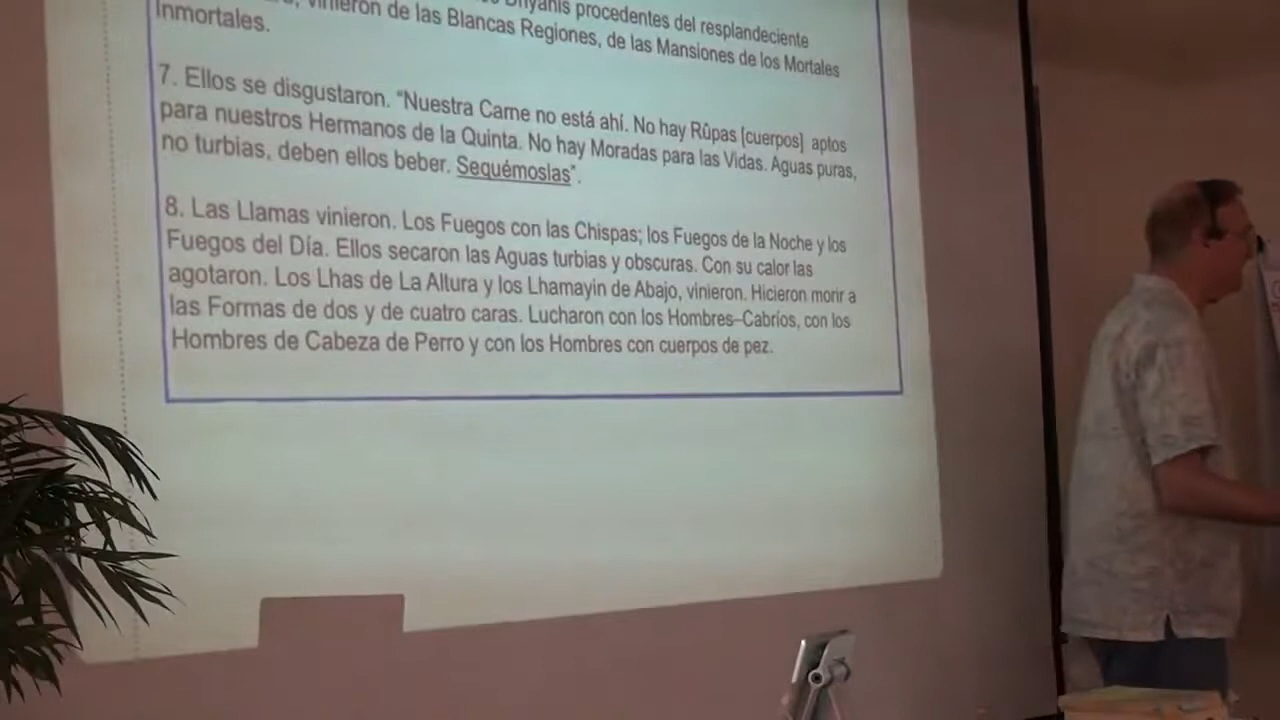 vinieron de las Blancas Regiones, de las Mansiones de los Mortales
procedentes del resplandeciente
Inmortales.
7. Ellos se disgustaron. “Nuestra Carne no está ahí. No hay Rûpas [cuerpos] aptos
para nuestros Hermanos de la Quinta. No hay Moradas para las Vidas. Aguas puras,
no turbias, deben ellos beber. Sequémoslas”.
8. Las Llamas vinieron. Los Fuegos con las Chispas; los Fuegos de la Noche y los
Fuegos del Día. Ellos secaron las Aguas turbias y obscuras. Con su calor las
agotaron. Los Lhas de La Altura y los Lhamayin de Abajo, vinieron. Hicieron morir a
las Formas de dos y de cuatro caras. Lucharon con los Hombres–Cabríos, con los
Hombres de Cabeza de Perro y con los Hombres con cuerpos de pez.